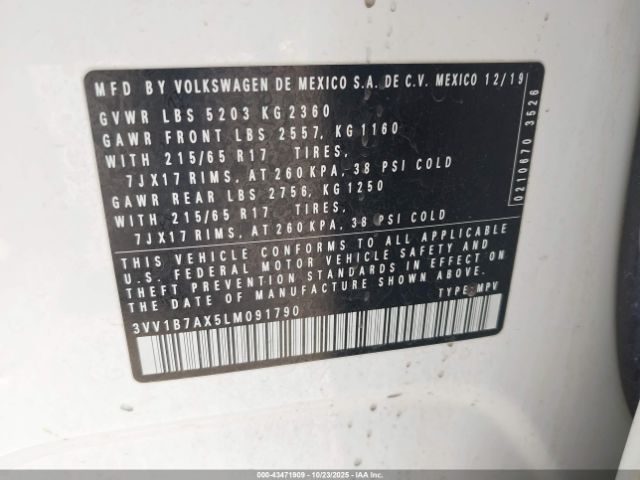 MFD BY VOLKSWAGEN DE MEXICO S.A. DE C.V. MEXICO 12/19
GVWR LBS 5203 KG 2360
GAWR FRONT LBS 2557, KG 1160
WITH 215/65 R17 TIRES,
7JX17 RIMS, AT 260 KPA, 38 PSI COLD
GAWR REAR LBS 2756, KG 1250
WITH 215/65 R17 TIRES,
7JX17 RIMS, AT 260 KPA, 38 PSI COLD
THIS VEHICLE CONFORMS TO ALL APPLICABLE
U.S. FEDERAL MOTOR VEHICLE SAFETY AND
THEFT PREVENTION STANDARDS IN EFFECT ON
THE DATE OF MANUFACTURE SHOWN ABOVE.
3VV1B7AX5LM091790 TYPE: MPV
0210670 3526
000-43471909 10/23/2025 IAAI.COM